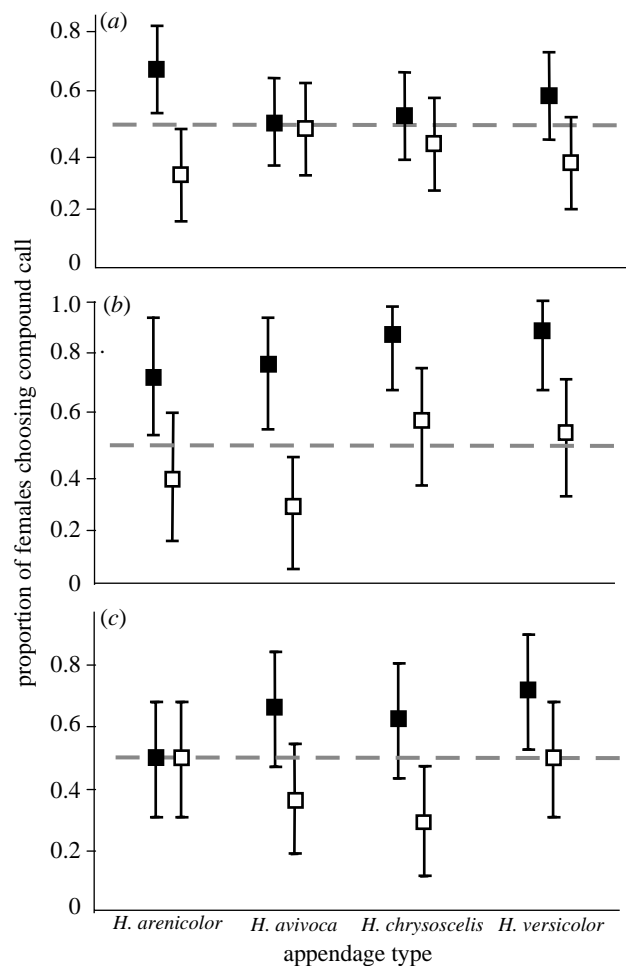 (a)
0.8
0.6
0.4
0.2
0
(b)
1.0
0.8
0.6
0.4
0.2
0
(c)
0.8
0.6
0.4
0.2
0
proportion of females choosing compound call
H. arenicolor H. avivoca H. chrysoscelis H. versicolor
appendage type